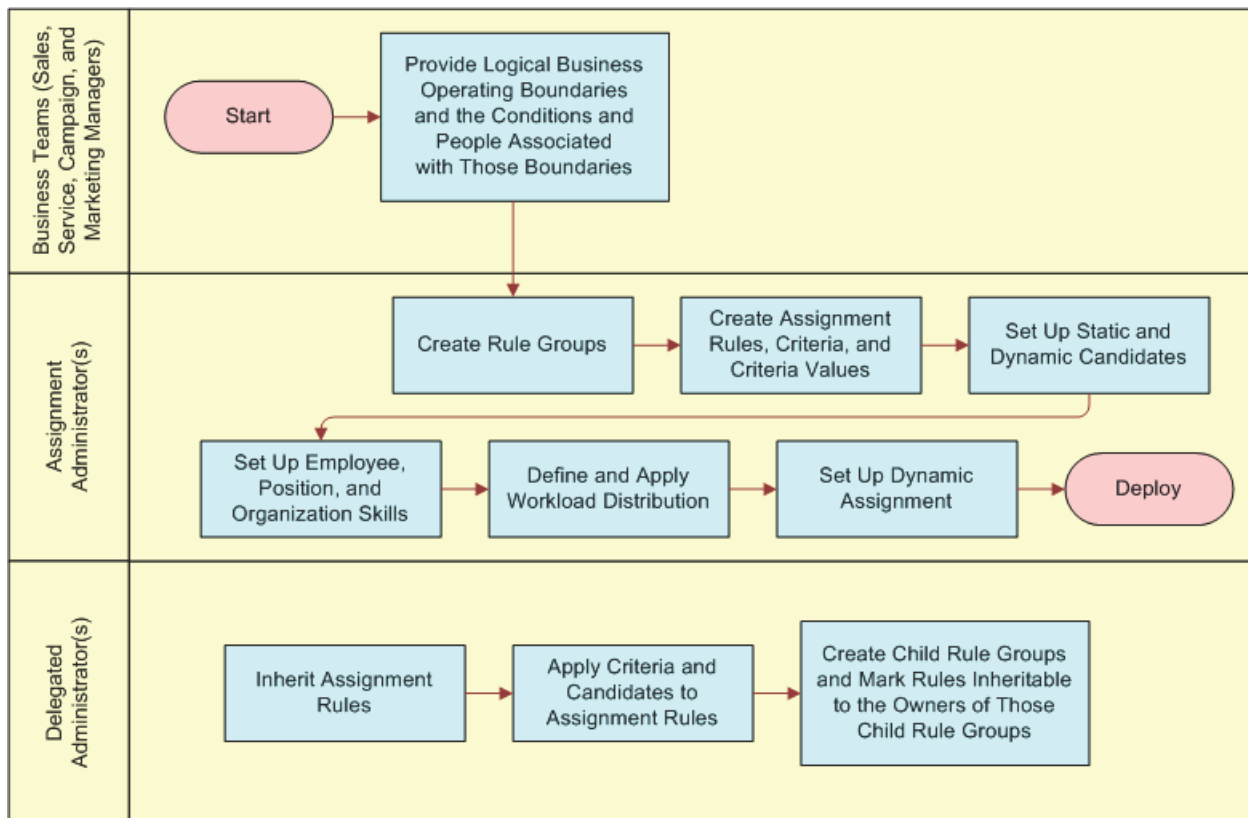 Business Teams (Sales,
Service, Campaign, and
Marketing Managers)
Start
Provide Logical Business
Operating Boundaries
and the Conditions and
People Associated
with Those Boundaries
Assignment
Administrator(s)
Create Rule Groups
Create Assignment
Rules, Criteria, and
Criteria Values
Set Up Static and
Dynamic Candidates
Set Up Employee,
Position, and
Organization Skills
Define and Apply
Workload Distribution
Set Up Dynamic
Assignment
Deploy
Delegated
Administrator(s)
Inherit Assignment
Rules
Apply Criteria and
Candidates to
Assignment Rules
Create Child Rule Groups
and Mark Rules Inheritable
to the Owners of Those
Child Rule Groups